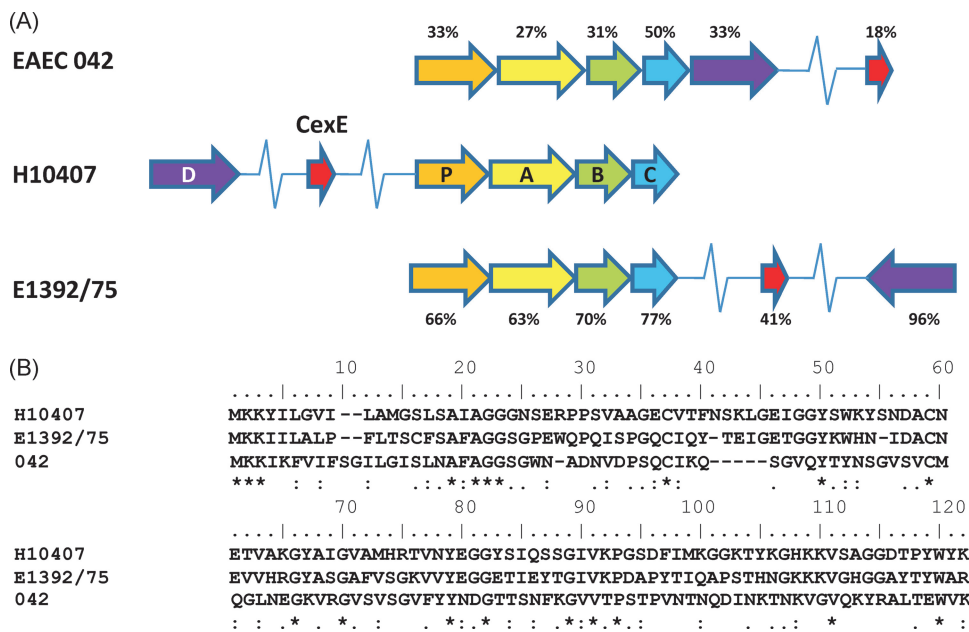 (A)
33% 27% 31% 50% 33% 18%
EAEC 042
CexE
H10407
D P A B C
E1392/75
66% 63% 70% 77% 41% 96%
(B)
10 20 30 40 50 60
H10407 MKKYILGVI--LAMGSLSAIAGGGNSERPPSVAAGECVTFNSKLGEIGGYSWKYSNDACN
E1392/75 MKKIILALP--FLTSCFSAFAGGSGPEWQPQISPGQCIQY-TEIGETGGYKWHN-IDACN
042 MKKIKFVIFSGILGISLNAFAGGSGWN-ADNVDPSQCIKQ-----SGVQYTYNSGVSVCM
***  : :   :    .:.*:***..  :  .  .  *:       .  :*.::   ..*.
70 80 90 100 110 120
H10407 ETVAKGYAIGVAMHRTVNYEGGYSIQSSGIVKPGSDFIMKGGKTYKGHKKVSAGGDTPYWYK
E1392/75 EVVHRGYASGAFVSGKVVYEGGETIEYTGIVKPDAPYTIQAPSTHNGKKKVGHGGAYTYWAR
042 QGLNEGKVRGVSVSGVFYYNDGTTSNFKGVVTPSTPVNTNQDINKTNKVGVQKYRALTEWVK
: : .*   *. :  . *:.* :  : *:*.*.:   .   :  .   *   .  . * :